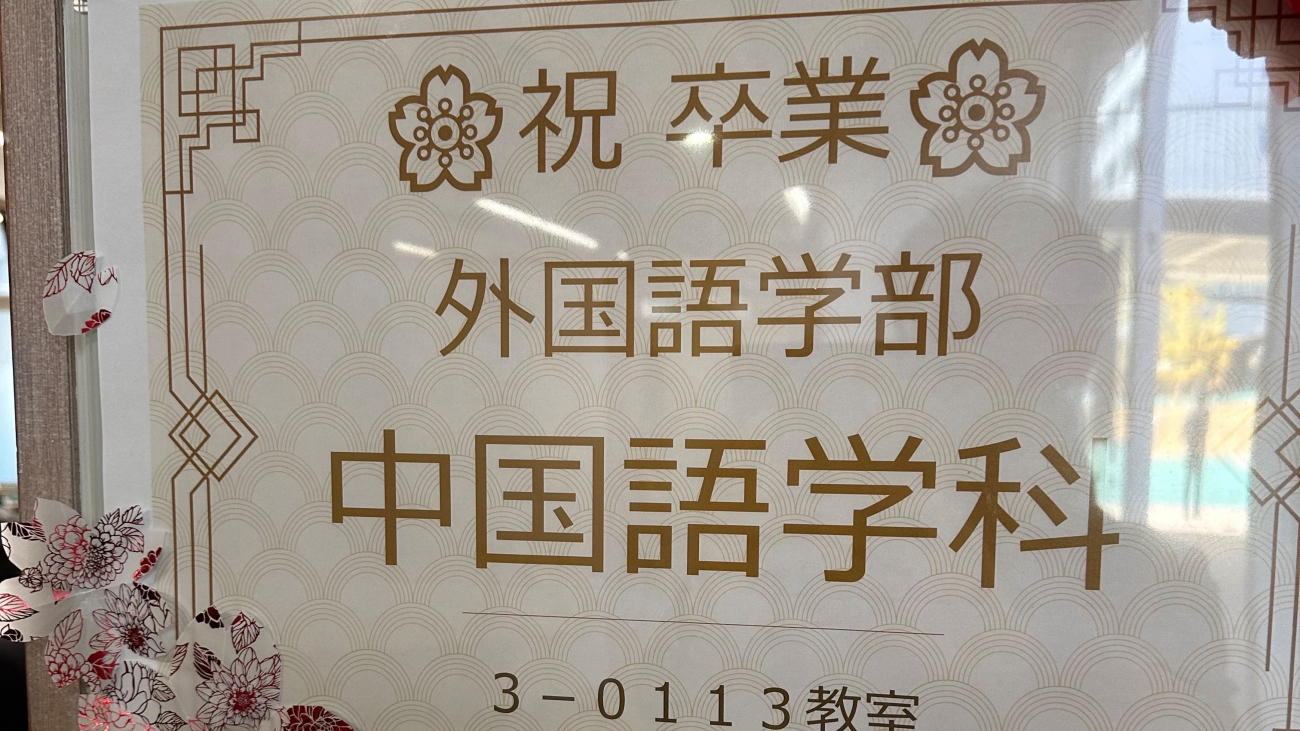 祝 卒業
外国語学部
中国語学科
3－0113教室